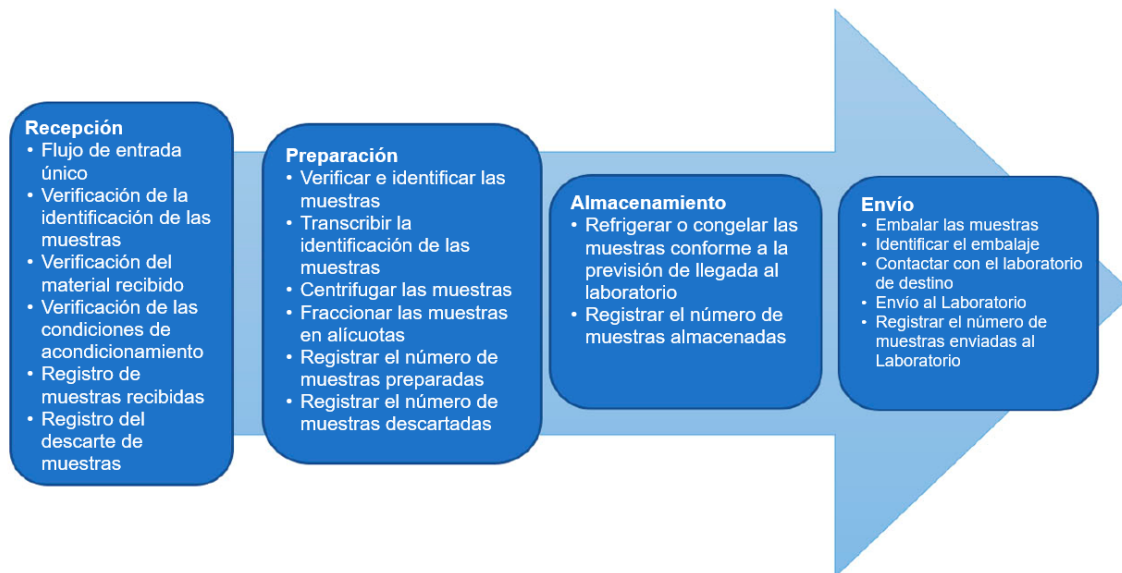 Recepción
• Flujo de entrada
único
• Verificación de la
identificación de las
muestras
• Verificación del
material recibido
• Verificación de las
condiciones de
acondicionamiento
• Registro de
muestras recibidas
• Registro del
descarte de
muestras
Preparación
• Verificar e identificar las
muestras
• Transcribir la
identificación de las
muestras
• Centrifugar las muestras
• Fraccionar las muestras
en alícuotas
• Registrar el número de
muestras preparadas
• Registrar el número de
muestras descartadas
Almacenamiento
• Refrigerar o congelar las
muestras conforme a la
previsión de llegada al
laboratorio
• Registrar el número de
muestras almacenadas
Envío
• Embalar las muestras
• Identificar el embalaje
• Contactar con el laboratorio
de destino
• Envío al Laboratorio
• Registrar el número de
muestras enviadas al
Laboratorio